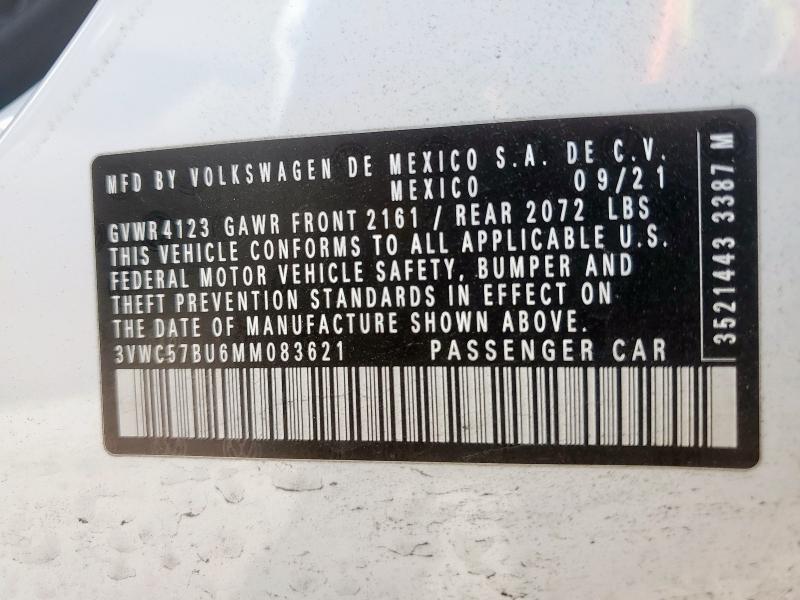 MFD BY VOLKSWAGEN DE MEXICO S.A. DE C.V.
MEXICO 09/21
GVWR 4123 GAWR FRONT 2161 / REAR 2072 LBS
THIS VEHICLE CONFORMS TO ALL APPLICABLE U.S.
FEDERAL MOTOR VEHICLE SAFETY, BUMPER AND
THEFT PREVENTION STANDARDS IN EFFECT ON
THE DATE OF MANUFACTURE SHOWN ABOVE.
3VWC57BU6MM083621 PASSENGER CAR
3521443 3387 M